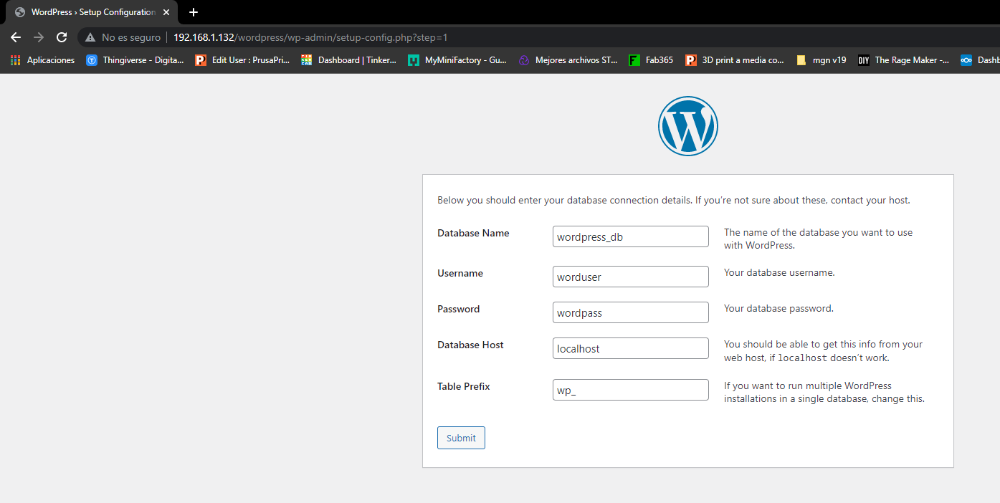 WordPress › Setup Configuration
No es seguro
192.168.1.132/wordpress/wp-admin/setup-config.php?step=1
Aplicaciones
Thingiverse - Digita...
Edit User : PrusaPri...
Dashboard | Tinker...
MyMiniFactory - Gu...
Mejores archivos ST...
Fab365
3D print a media co...
mgn v19
DIY
The Rage Maker -...
Dashb
Below you should enter your database connection details. If you’re not sure about these, contact your host.
Database Name
wordpress_db
The name of the database you want to use
with WordPress.
Username
worduser
Your database username.
Password
wordpass
Your database password.
Database Host
localhost
You should be able to get this info from your
web host, if localhost doesn’t work.
Table Prefix
wp_
If you want to run multiple WordPress
installations in a single database, change this.
Submit